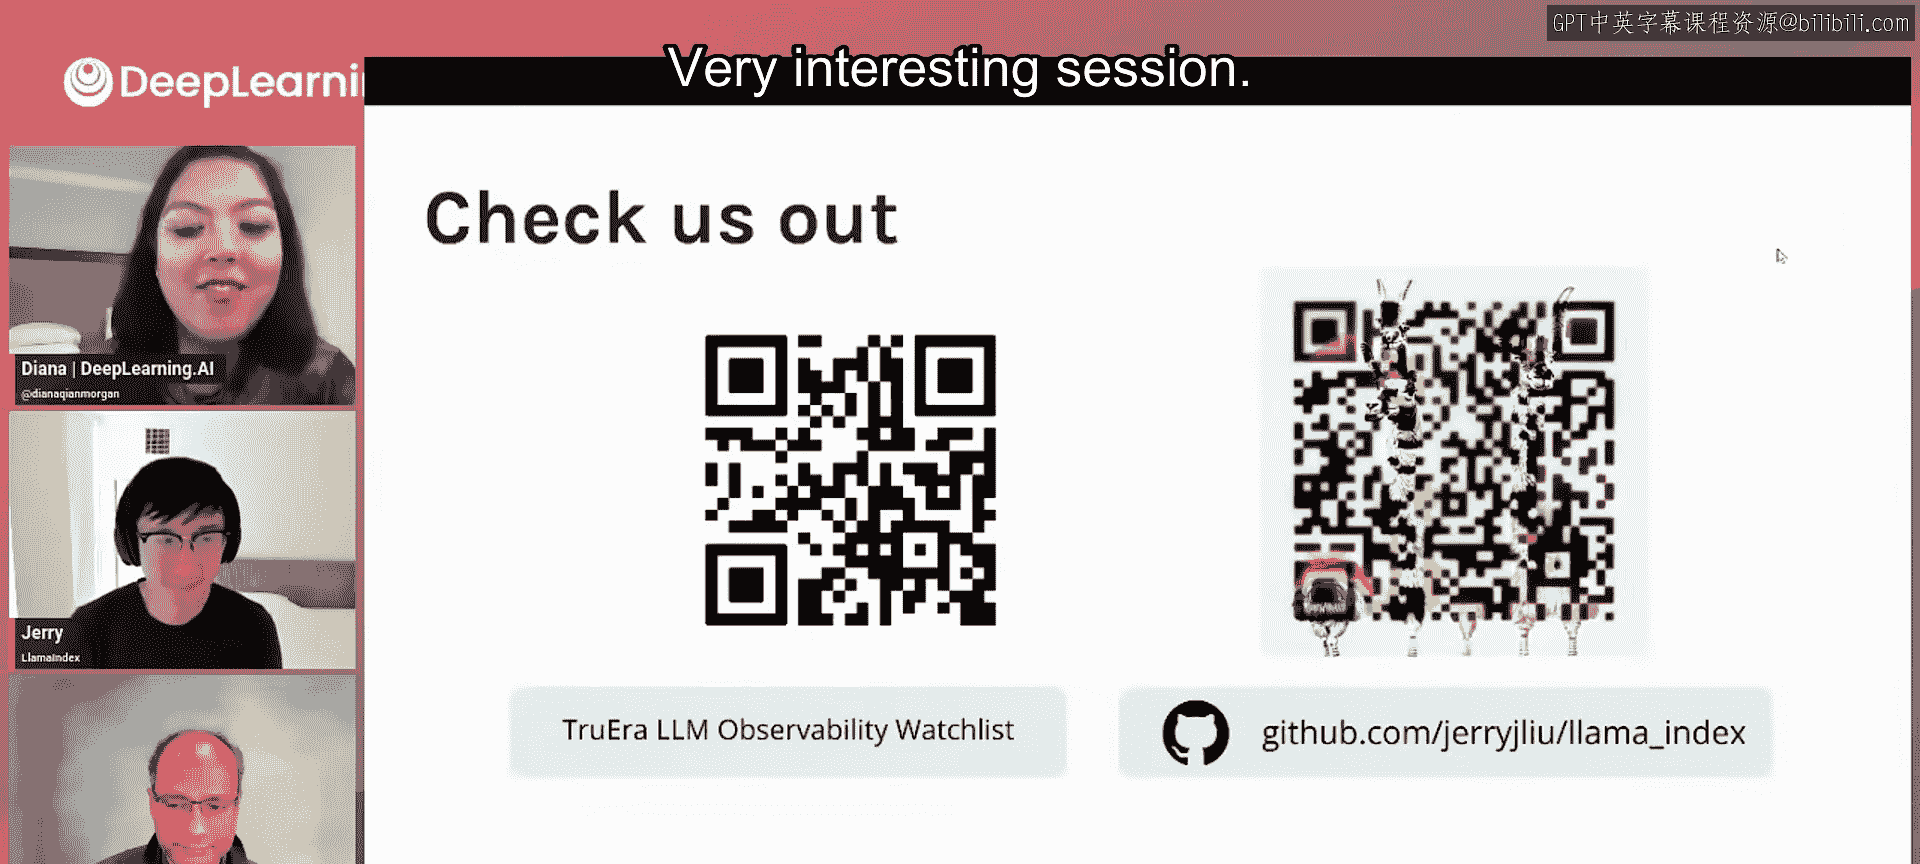 GPT中英字幕课程资源@bilibili.com
Very interesting session.
DeepLearni
Check us out
Diana | DeepLearning.AI
@dianaqianmorgan
Jerry
LlamaIndex
TruEra LLM Observability Watchlist
github.com/jerryjliu/llama_index